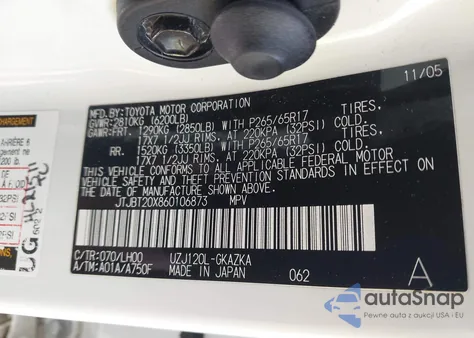 11/05
MFD. BY:TOYOTA MOTOR CORPORATION
GVWR:2810KG (6200LB)
GAWR:FRT. 1290KG (2850LB) WITH P265/65R17 TIRES,
17X7 1/2JJ RIMS, AT 220KPA (32PSI) COLD.
RR. 1520KG (3350LB) WITH P265/65R17 TIRES,
17X7 1/2JJ RIMS, AT 220KPA (32PSI) COLD.
THIS VEHICLE CONFORMS TO ALL APPLICABLE FEDERAL MOTOR
VEHICLE SAFETY AND BUMPER STANDARDS IN EFFECT ON THE
DATE OF MANUFACTURE SHOWN ABOVE.
JTJBT20X860106873 MPV
C/TR:070/LH00 UZJ120L-GKAZKA
A/TM:A01A/A750F MADE IN JAPAN 062 A
HARGEMENT
ARRIÈRE 6
autoSnap
Pewne auta z aukcji w USA i EU